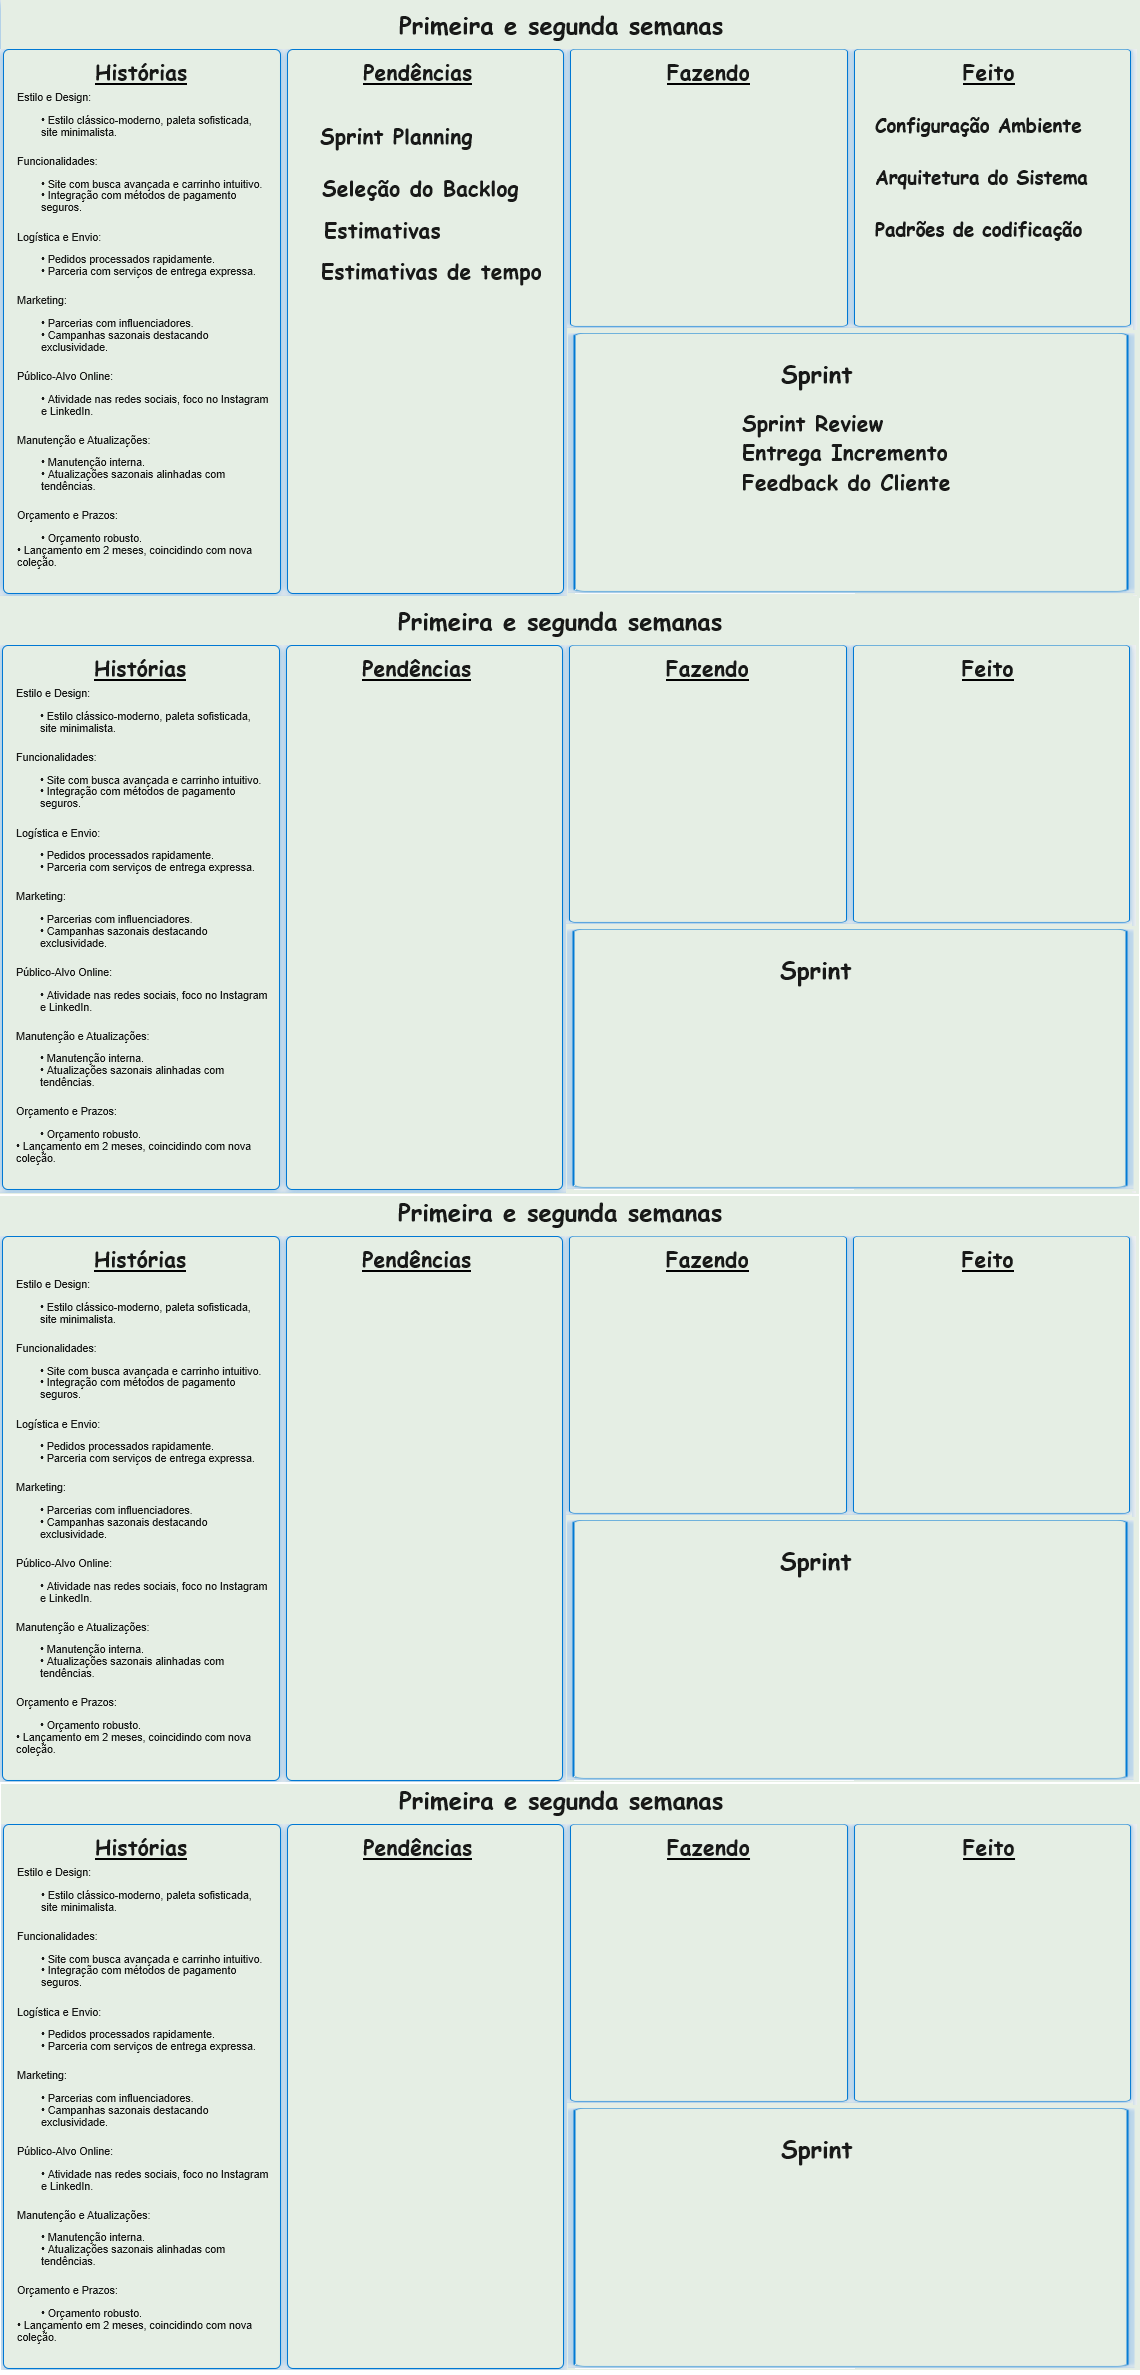 Primeira e segunda semanas
Histórias
Estilo e Design:
• Estilo clássico-moderno, paleta sofisticada,
site minimalista.
Funcionalidades:
• Site com busca avançada e carrinho intuitivo.
• Integração com métodos de pagamento
seguros.
Logística e Envio:
• Pedidos processados rapidamente.
• Parceria com serviços de entrega expressa.
Marketing:
• Parcerias com influenciadores.
• Campanhas sazonais destacando
exclusividade.
Público-Alvo Online:
• Atividade nas redes sociais, foco no Instagram
e LinkedIn.
Manutenção e Atualizações:
• Manutenção interna.
• Atualizações sazonais alinhadas com
tendências.
Orçamento e Prazos:
• Orçamento robusto.
• Lançamento em 2 meses, coincidindo com nova
coleção.
Pendências
Sprint Planning
Seleção do Backlog
Estimativas
Estimativas de tempo
Fazendo
Feito
Configuração Ambiente
Arquitetura do Sistema
Padrões de codificação
Sprint
Sprint Review
Entrega Incremento
Feedback do Cliente
Primeira e segunda semanas
Histórias
Estilo e Design:
• Estilo clássico-moderno, paleta sofisticada,
site minimalista.
Funcionalidades:
• Site com busca avançada e carrinho intuitivo.
• Integração com métodos de pagamento
seguros.
Logística e Envio:
• Pedidos processados rapidamente.
• Parceria com serviços de entrega expressa.
Marketing:
• Parcerias com influenciadores.
• Campanhas sazonais destacando
exclusividade.
Público-Alvo Online:
• Atividade nas redes sociais, foco no Instagram
e LinkedIn.
Manutenção e Atualizações:
• Manutenção interna.
• Atualizações sazonais alinhadas com
tendências.
Orçamento e Prazos:
• Orçamento robusto.
• Lançamento em 2 meses, coincidindo com nova
coleção.
Pendências
Fazendo
Feito
Sprint
Primeira e segunda semanas
Histórias
Estilo e Design:
• Estilo clássico-moderno, paleta sofisticada,
site minimalista.
Funcionalidades:
• Site com busca avançada e carrinho intuitivo.
• Integração com métodos de pagamento
seguros.
Logística e Envio:
• Pedidos processados rapidamente.
• Parceria com serviços de entrega expressa.
Marketing:
• Parcerias com influenciadores.
• Campanhas sazonais destacando
exclusividade.
Público-Alvo Online:
• Atividade nas redes sociais, foco no Instagram
e LinkedIn.
Manutenção e Atualizações:
• Manutenção interna.
• Atualizações sazonais alinhadas com
tendências.
Orçamento e Prazos:
• Orçamento robusto.
• Lançamento em 2 meses, coincidindo com nova
coleção.
Pendências
Fazendo
Feito
Sprint
Primeira e segunda semanas
Histórias
Estilo e Design:
• Estilo clássico-moderno, paleta sofisticada,
site minimalista.
Funcionalidades:
• Site com busca avançada e carrinho intuitivo.
• Integração com métodos de pagamento
seguros.
Logística e Envio:
• Pedidos processados rapidamente.
• Parceria com serviços de entrega expressa.
Marketing:
• Parcerias com influenciadores.
• Campanhas sazonais destacando
exclusividade.
Público-Alvo Online:
• Atividade nas redes sociais, foco no Instagram
e LinkedIn.
Manutenção e Atualizações:
• Manutenção interna.
• Atualizações sazonais alinhadas com
tendências.
Orçamento e Prazos:
• Orçamento robusto.
• Lançamento em 2 meses, coincidindo com nova
coleção.
Pendências
Fazendo
Feito
Sprint